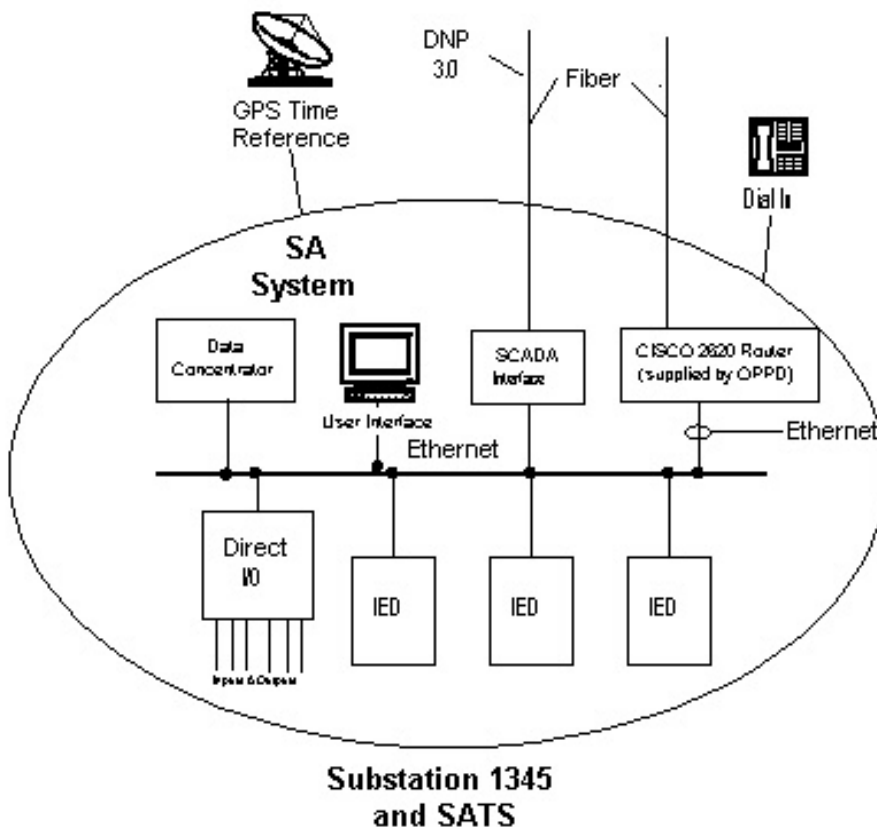 DNP
3.0
Fiber
GPS Time
Reference
Dial In
SA
System
Data
Concentrator
User Interface
SCADA
Interface
CISCO 2620 Router
(supplied by OPPD)
Ethernet
Ethernet
Direct
I/O
IED
IED
IED
Inputs & Outputs
Substation 1345
and SATS